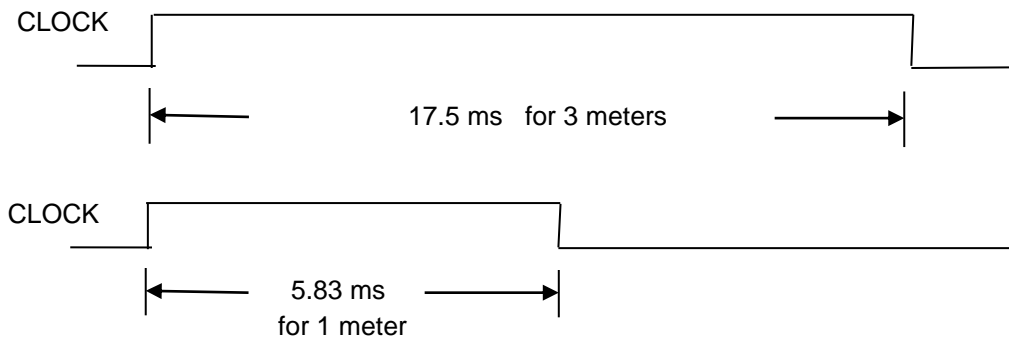 CLOCK
17.5 ms for 3 meters
CLOCK
5.83 ms
for 1 meter